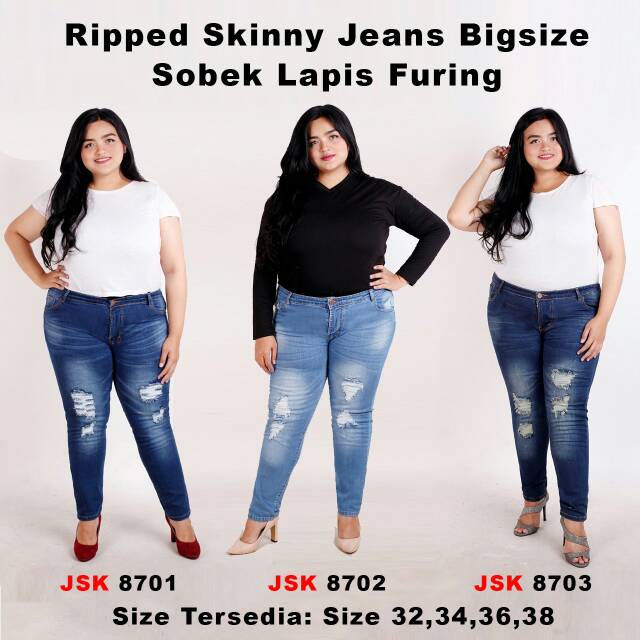 Ripped Skinny Jeans Bigsize
Sobek Lapis Furing
JSK 8701
JSK 8702
JSK 8703
Size Tersedia: Size 32,34,36,38